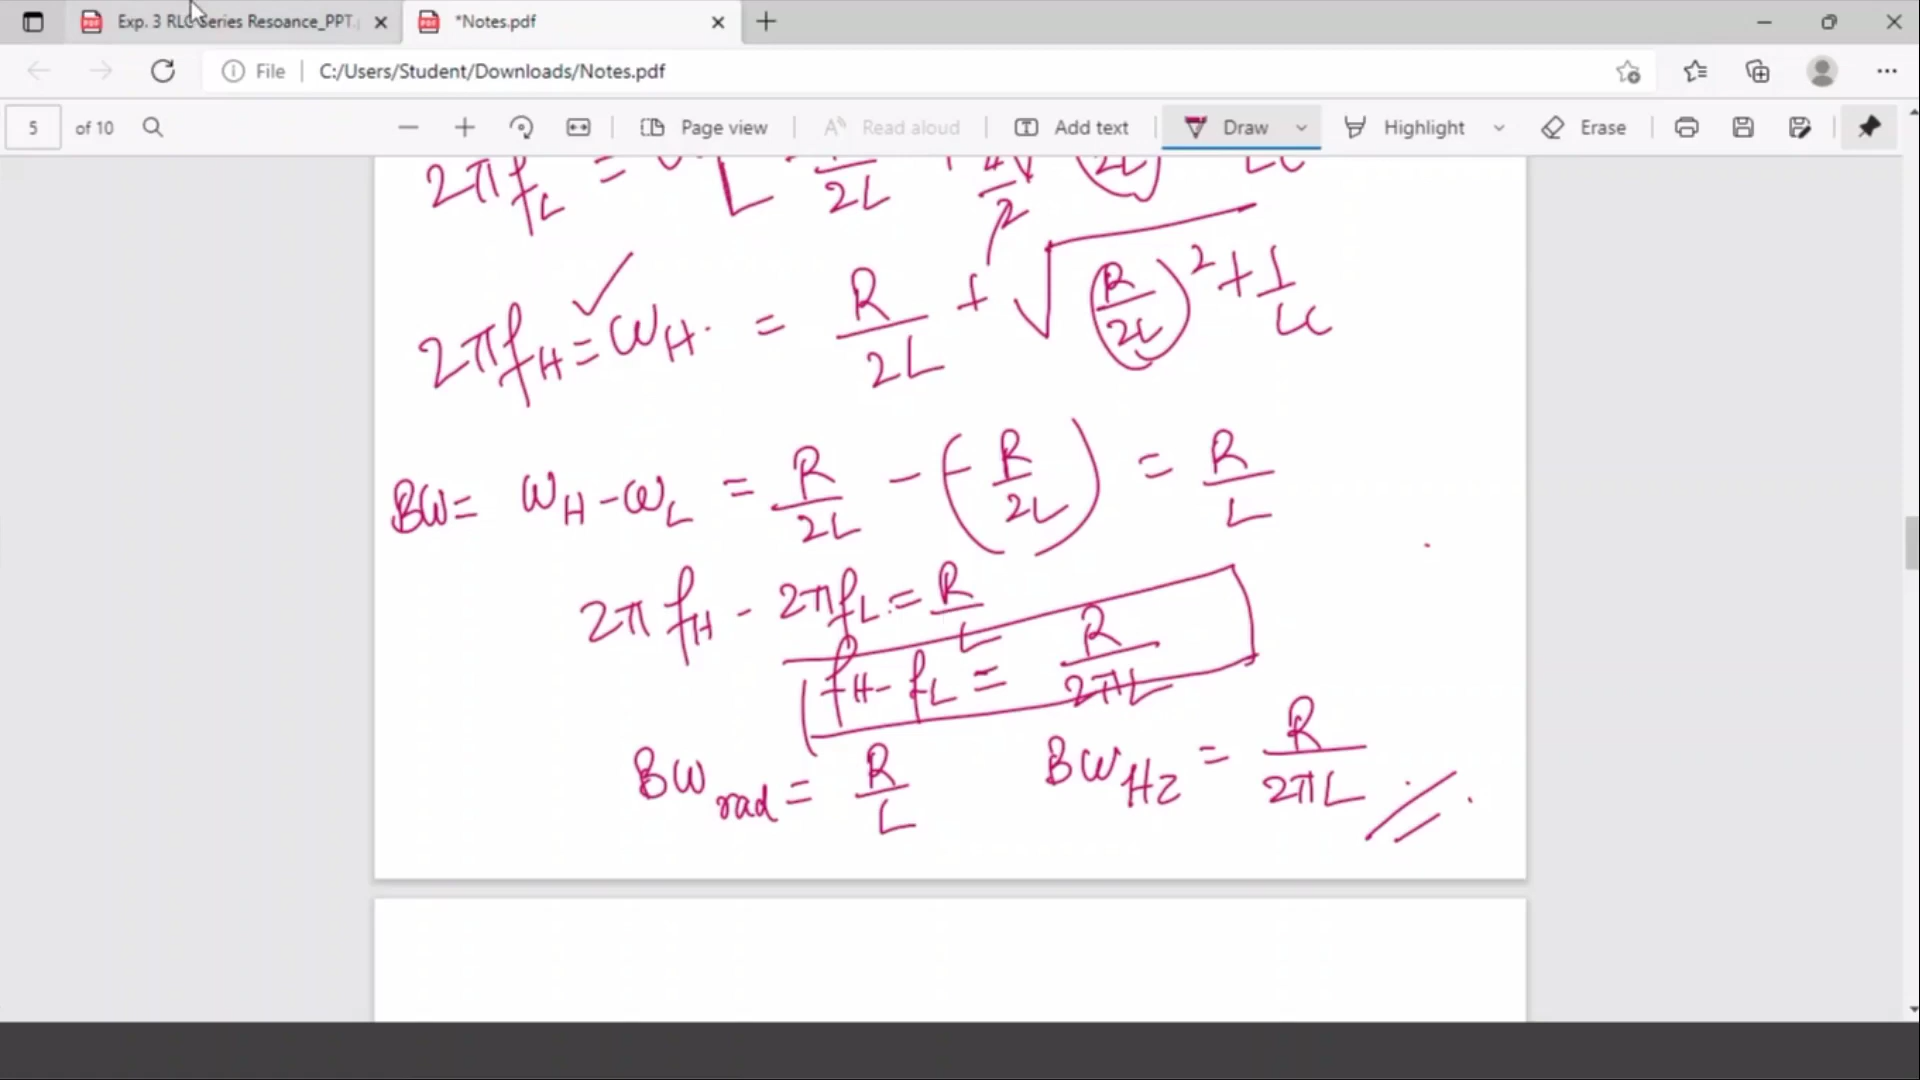 Exp. 3 RLC Series Resoance_PPT.
*Notes.pdf
File
C:/Users/Student/Downloads/Notes.pdf
5 of 10
Page view
Read aloud
Add text
Draw
Highlight
Erase
2πf_L =
2πf_H = ω_H = R/2L + √((R/2L)² + 1/LC)
BW = ω_H - ω_L = R/2L - (-R/2L) = R/L
2πf_H - 2πf_L = R/L
f_H - f_L = R/2πL
BW_rad = R/L BW_Hz = R/2πL